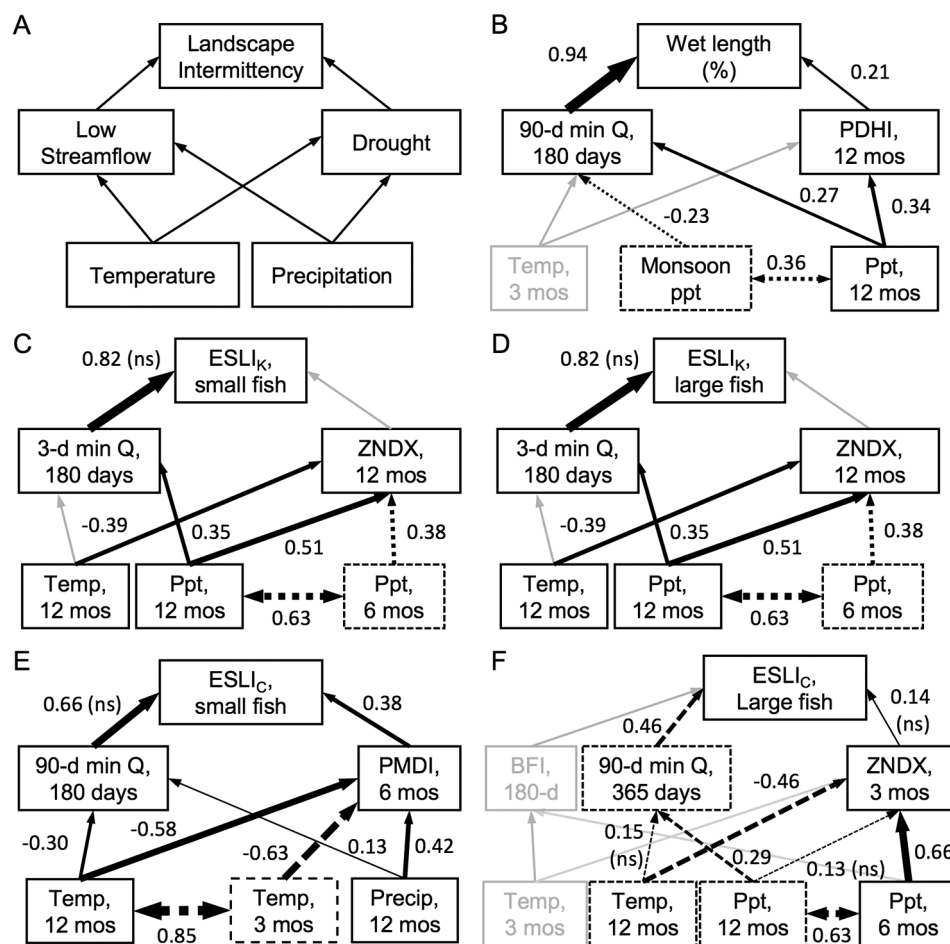 A
Landscape
Intermittency
Low
Streamflow
Drought
Temperature
Precipitation
B
Wet length
(%)
0.94
0.21
90-d min Q,
180 days
PDHI,
12 mos
0.27
0.34
-0.23
Temp,
3 mos
Monsoon
ppt
0.36
Ppt,
12 mos
C
0.82 (ns)
ESLIK,
small fish
3-d min Q,
180 days
ZNDX,
12 mos
-0.39
0.35
0.51
0.38
Temp,
12 mos
Ppt,
12 mos
0.63
Ppt,
6 mos
D
0.82 (ns)
ESLIK,
large fish
3-d min Q,
180 days
ZNDX,
12 mos
-0.39
0.35
0.51
0.38
Temp,
12 mos
Ppt,
12 mos
0.63
Ppt,
6 mos
E
0.66 (ns)
ESLIC,
small fish
0.38
90-d min Q,
180 days
PMDI,
6 mos
-0.30
-0.58
-0.63
0.13
0.42
Temp,
12 mos
0.85
Temp,
3 mos
Precip,
12 mos
F
ESLIC,
Large fish
0.46
0.14
(ns)
BFI,
180-d
90-d min Q,
365 days
-0.46
ZNDX,
3 mos
0.15
(ns)
0.29
0.13 (ns)
0.66
Temp,
3 mos
Temp,
12 mos
Ppt,
12 mos
0.63
Ppt,
6 mos